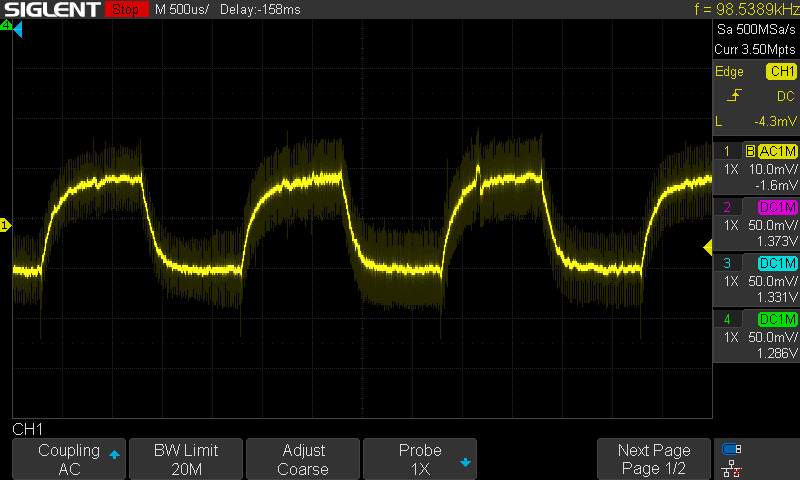 SIGLENT Stop M 500us/ Delay:-158ms f = 98.5389kHz
Sa 500MSa/s
Curr 3.50Mpts
4
Edge CH1
DC
L -4.3mV
1 B AC1M
1X 10.0mV/
-1.6mV
2 DC1M
1X 50.0mV/
1.373V
1
3 DC1M
1X 50.0mV/
1.331V
4 DC1M
1X 50.0mV/
1.286V
CH1
Coupling
AC
BW Limit
20M
Adjust
Coarse
Probe
1X
Next Page
Page 1/2